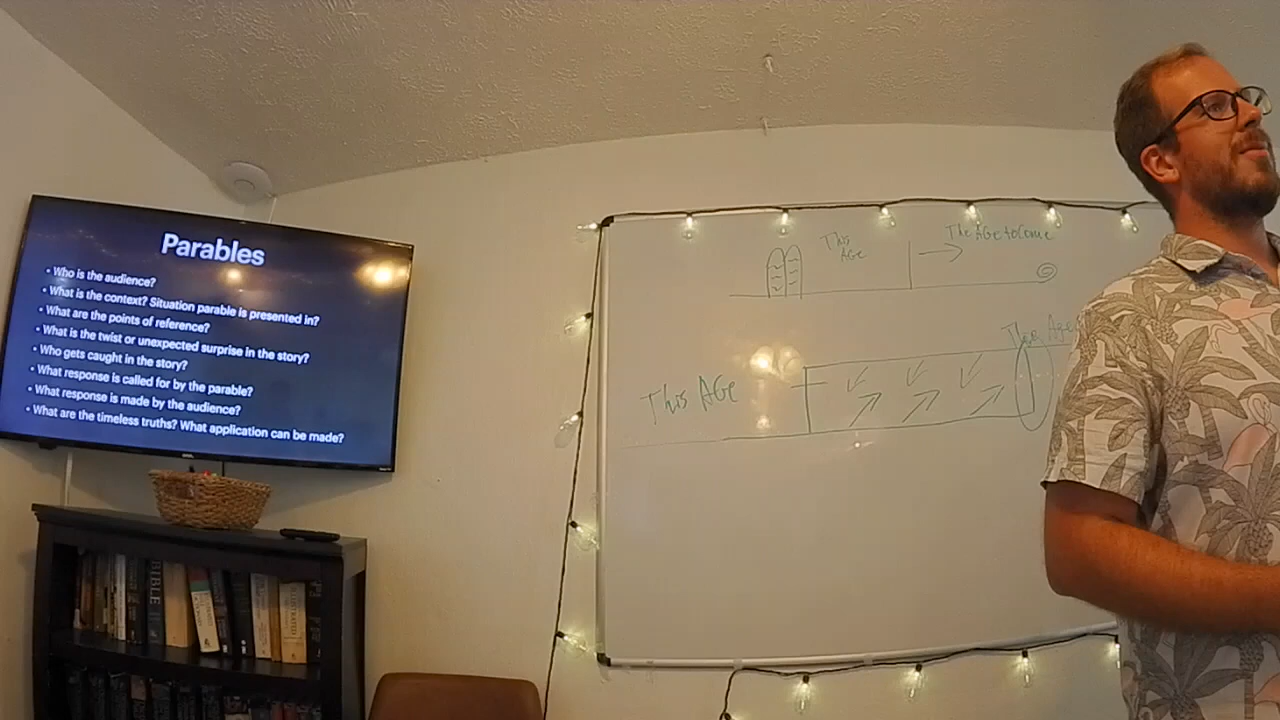 Parables
• Who is the audience?
• What is the context? Situation parable is presented in?
• What are the points of reference?
• What is the twist or unexpected surprise in the story?
• Who gets caught in the story?
• What response is called for by the parable?
• What response is made by the audience?
• What are the timeless truths? What application can be made?
DELL
BIBLE
This
Age
The Age to Come
This Age